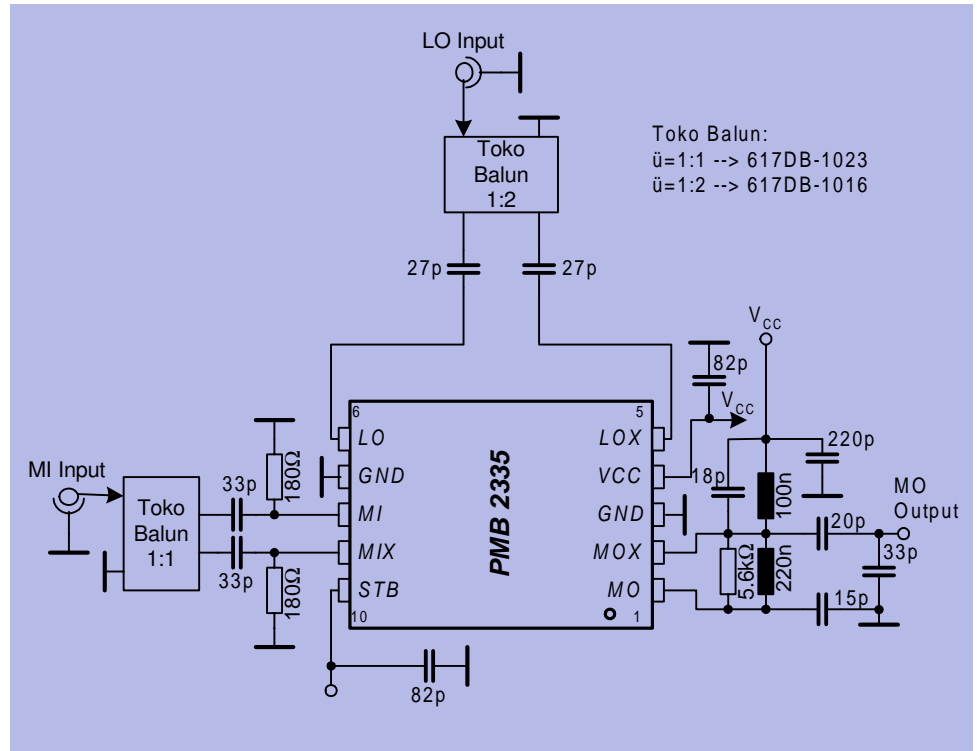 LO Input
Toko
Balun
1:2
Toko Balun:
ü=1:1 --> 617DB-1023
ü=1:2 --> 617DB-1016
27p
27p
VCC
82p
VCC
6
5
LO
LOX
GND
VCC
220p
18p
100n
MI Input
33p
180Ω
Toko
Balun
1:1
MI
GND
MO
Output
20p
PMB 2335
MIX
MOX
33p
180Ω
5.6kΩ
220n
33p
STB
MO
15p
10
1
82p